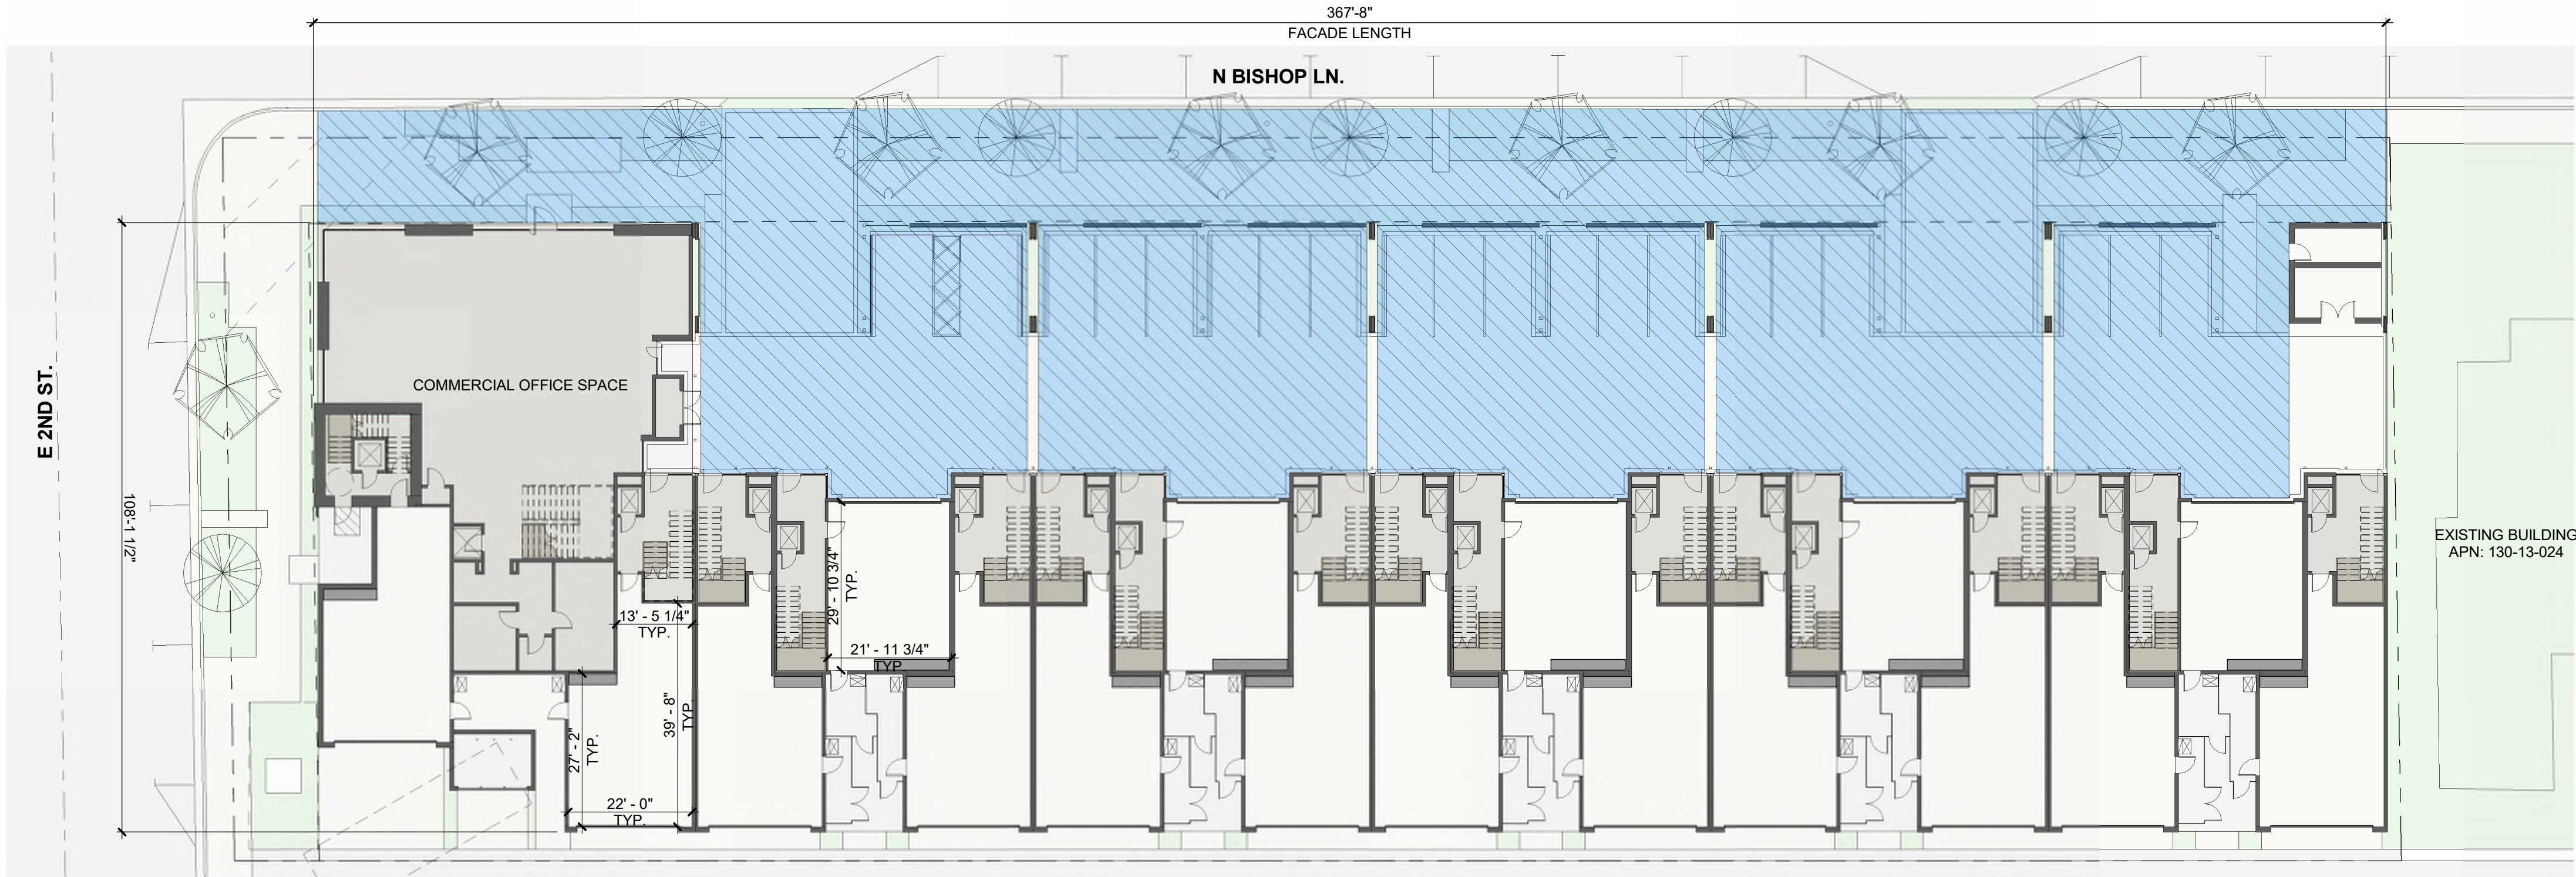 367'-8"
FACADE LENGTH
N BISHOP LN.
E 2ND ST.
COMMERCIAL OFFICE SPACE
108'-1 1/2"
EXISTING BUILDING
APN: 130-13-024
29' - 10 3/4"
TYP.
13' - 5 1/4"
TYP.
21' - 11 3/4"
TYP.
39' - 8"
TYP.
27' - 2"
TYP.
22' - 0"
TYP.